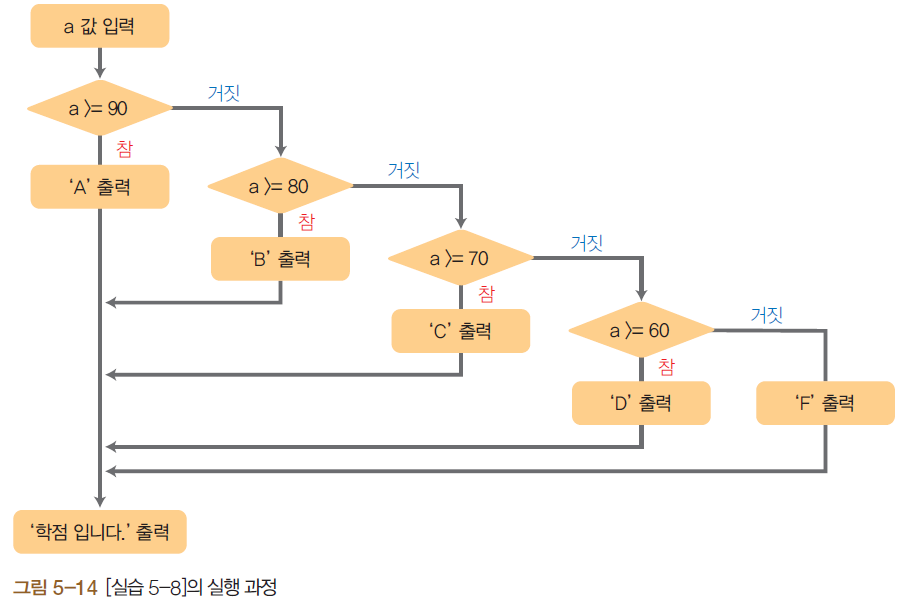 a 값 입력
a >= 90
거짓
참
‘A’ 출력
a >= 80
거짓
참
‘B’ 출력
a >= 70
거짓
참
‘C’ 출력
a >= 60
거짓
참
‘D’ 출력
‘F’ 출력
‘학점 입니다.’ 출력
그림 5-14 [실습 5-8]의 실행 과정